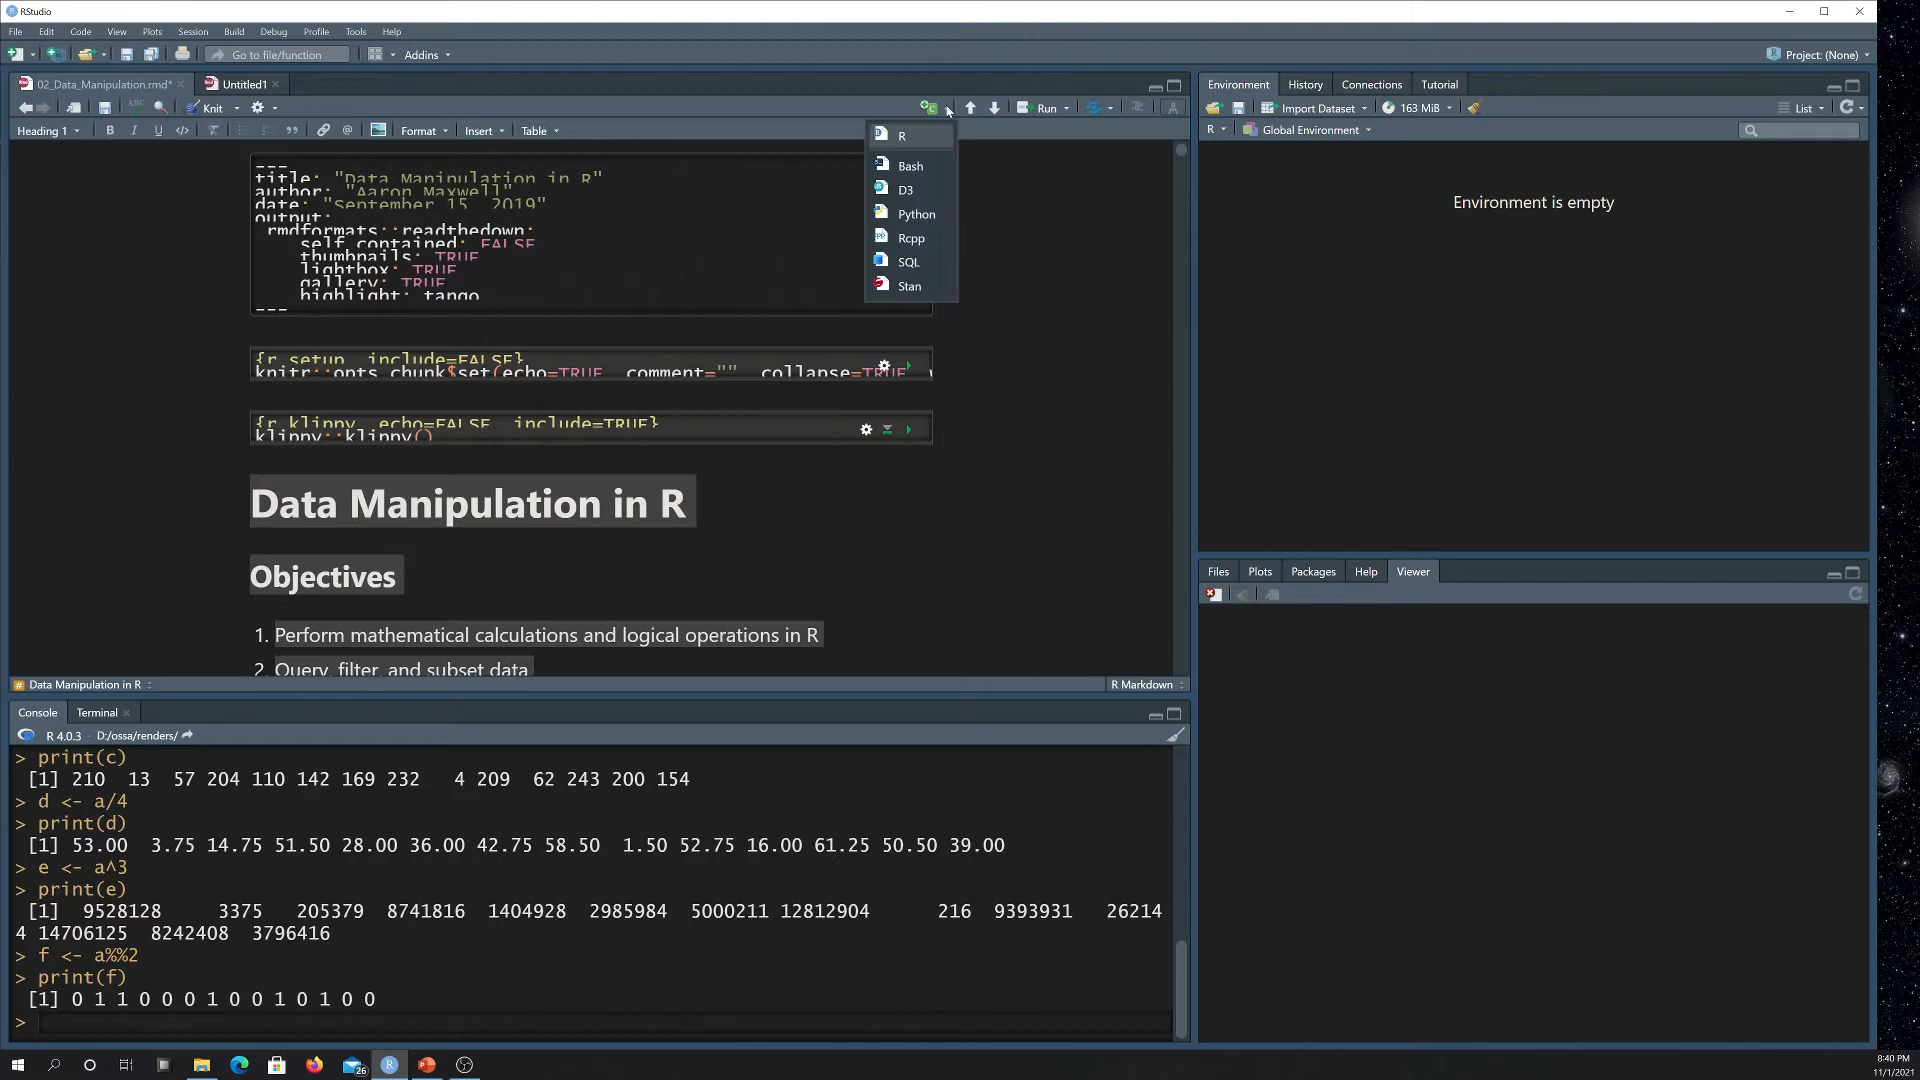 RStudio
File Edit Code View Plots Session Build Debug Profile Tools Help
Go to file/function Addins Project: (None)
02_Data_Manipulation.rmd* Untitled1
Knit Run
Heading 1 B I U </> Format Insert Table
R
Bash
D3
Python
Rcpp
SQL
Stan
---
title: "Data Manipulation in R"
author: "Aaron Maxwell"
date: "September 15, 2019"
output:
rmdformats::readthedown:
self_contained: FALSE
thumbnails: TRUE
lightbox: TRUE
gallery: TRUE
highlight: tango
---
{r setup, include=FALSE}
knitr::opts_chunk$set(echo=TRUE, comment="", collapse=TRUE,
{r klippy, echo=FALSE, include=TRUE}
klippy::klippy()
Data Manipulation in R
Objectives
1. Perform mathematical calculations and logical operations in R
2. Query, filter, and subset data
Data Manipulation in R R Markdown
Console Terminal
R 4.0.3 · D:/ossa/renders/
> print(c)
[1] 210 13 57 204 110 142 169 232 4 209 62 243 200 154
> d <- a/4
> print(d)
[1] 53.00 3.75 14.75 51.50 28.00 36.00 42.75 58.50 1.50 52.75 16.00 61.25 50.50 39.00
> e <- a^3
> print(e)
[1] 9528128 3375 205379 8741816 1404928 2985984 5000211 12812904 216 9393931 26214
4 14706125 8242408 3796416
> f <- a%%2
> print(f)
[1] 0 1 1 0 0 0 1 0 0 1 0 1 0 0
>
Environment History Connections Tutorial
Import Dataset 163 MiB List
R Global Environment
Environment is empty
Files Plots Packages Help Viewer
26
8:40 PM
11/1/2021